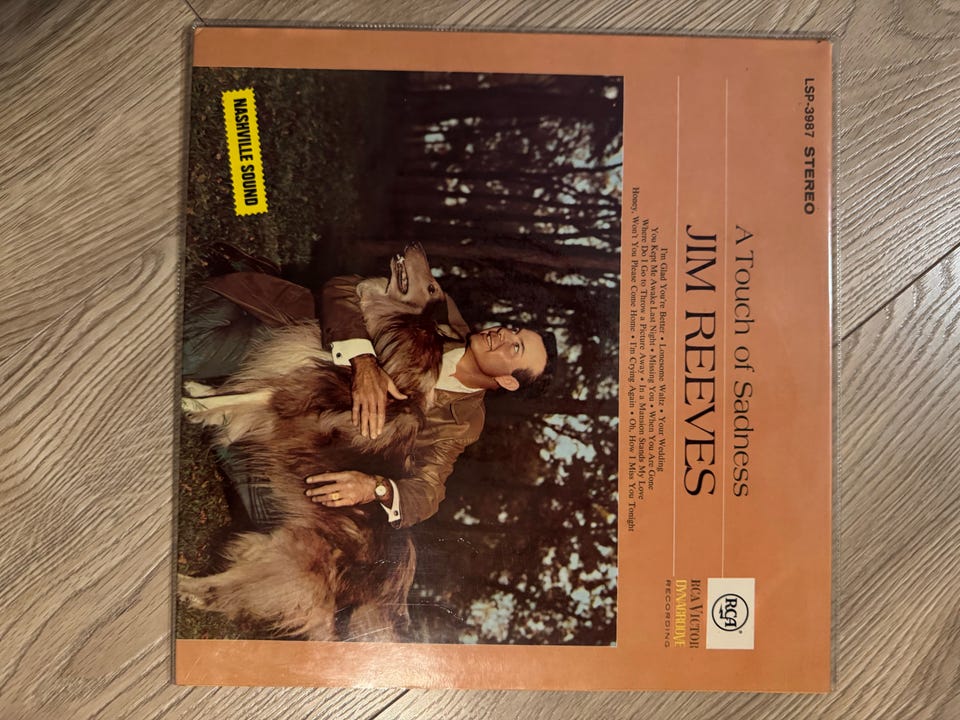 LSP-3987 STEREO
A Touch of Sadness
JIM REEVES
I'm Glad You're Better • Lonesome Waltz • Your Wedding
You Kept Me Awake Last Night • Missing You • When You Are Gone
Where Do I Go to Throw a Picture Away • In a Mansion Stands My Love
Honey, Won't You Please Come Home • I'm Crying Again • Oh, How I Miss You Tonight
RCA
RCA VICTOR
DYNAGROOVE
RECORDING
NASHVILLE SOUND